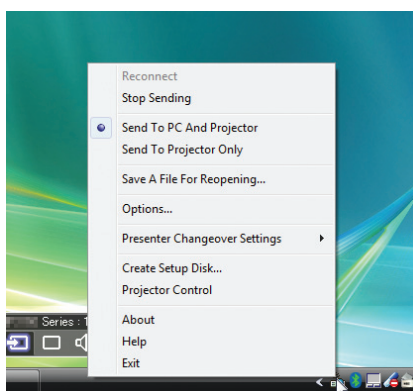 Reconnect
Stop Sending
Send To PC And Projector
Send To Projector Only
Save A File For Reopening...
Options...
Presenter Changeover Settings
Create Setup Disk...
Projector Control
About
Help
Exit
Series :